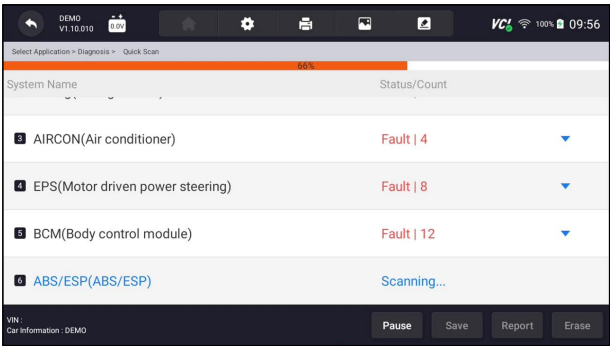 DEMO
V1.10.010
0.0V
VC!
100%
09:56
Select Application > Diagnosis > Quick Scan
66%
System Name
Status/Count
3 AIRCON(Air conditioner)
Fault | 4
4 EPS(Motor driven power steering)
Fault | 8
5 BCM(Body control module)
Fault | 12
6 ABS/ESP(ABS/ESP)
Scanning...
VIN :
Car Information : DEMO
Pause
Save
Report
Erase